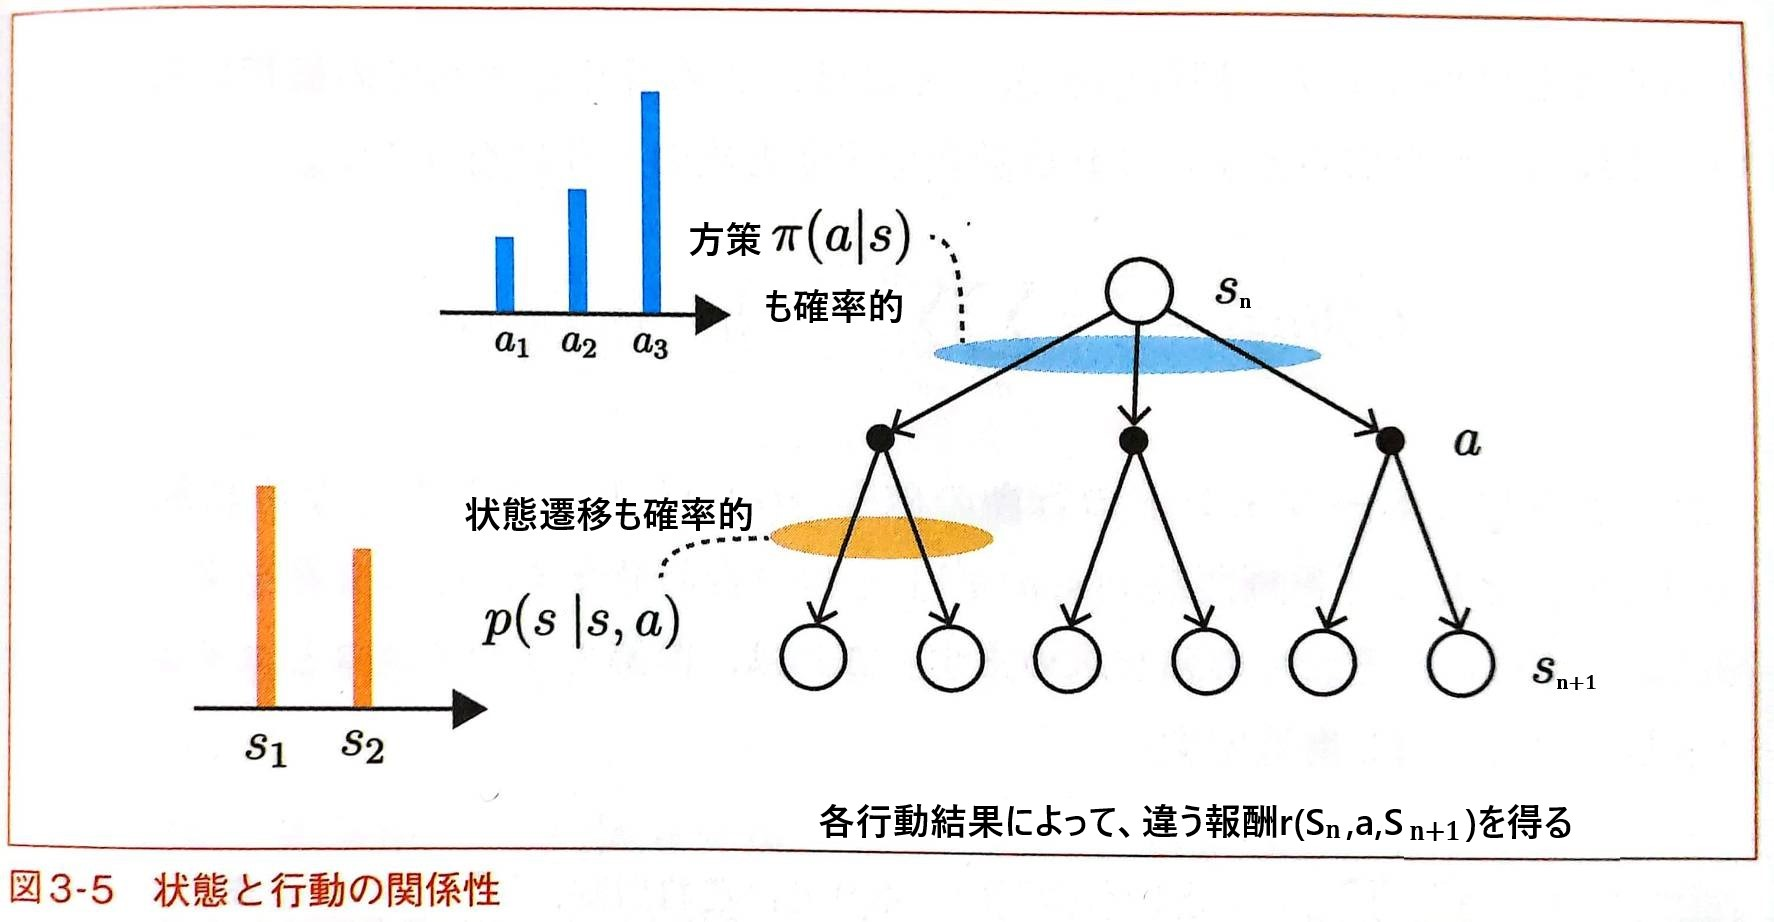 方策 π(a|s)
も確率的
a₁ a₂ a₃
sₙ
a
状態遷移も確率的
p(s |s, a)
s₁ s₂
sₙ₊₁
各行動結果によって、違う報酬r(Sₙ,a,Sₙ₊₁)を得る
図3-5 状態と行動の関係性